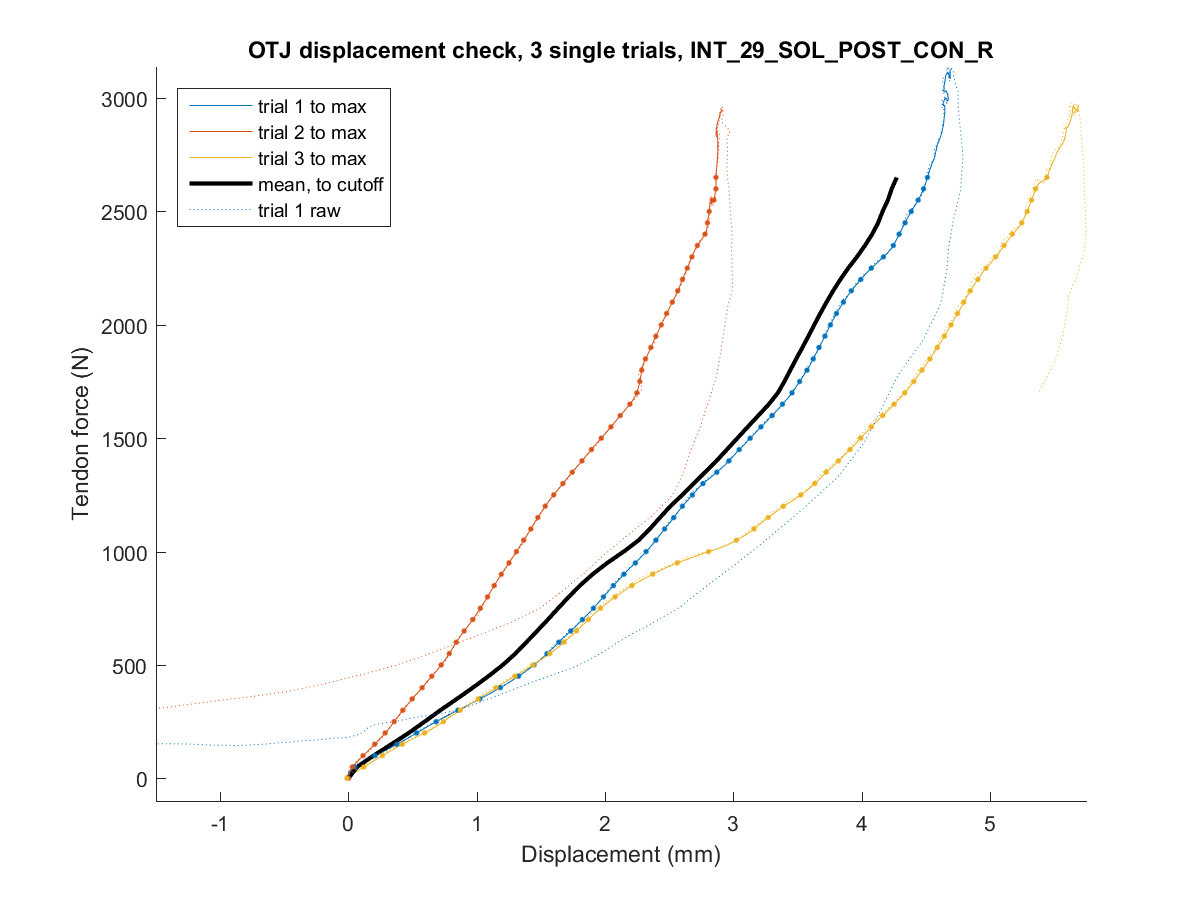 OTJ displacement check, 3 single trials, INT_29_SOL_POST_CON_R
trial 1 to max
trial 2 to max
trial 3 to max
mean, to cutoff
trial 1 raw
3000
2500
2000
1500
1000
500
0
Tendon force (N)
-1
0
1
2
3
4
5
Displacement (mm)